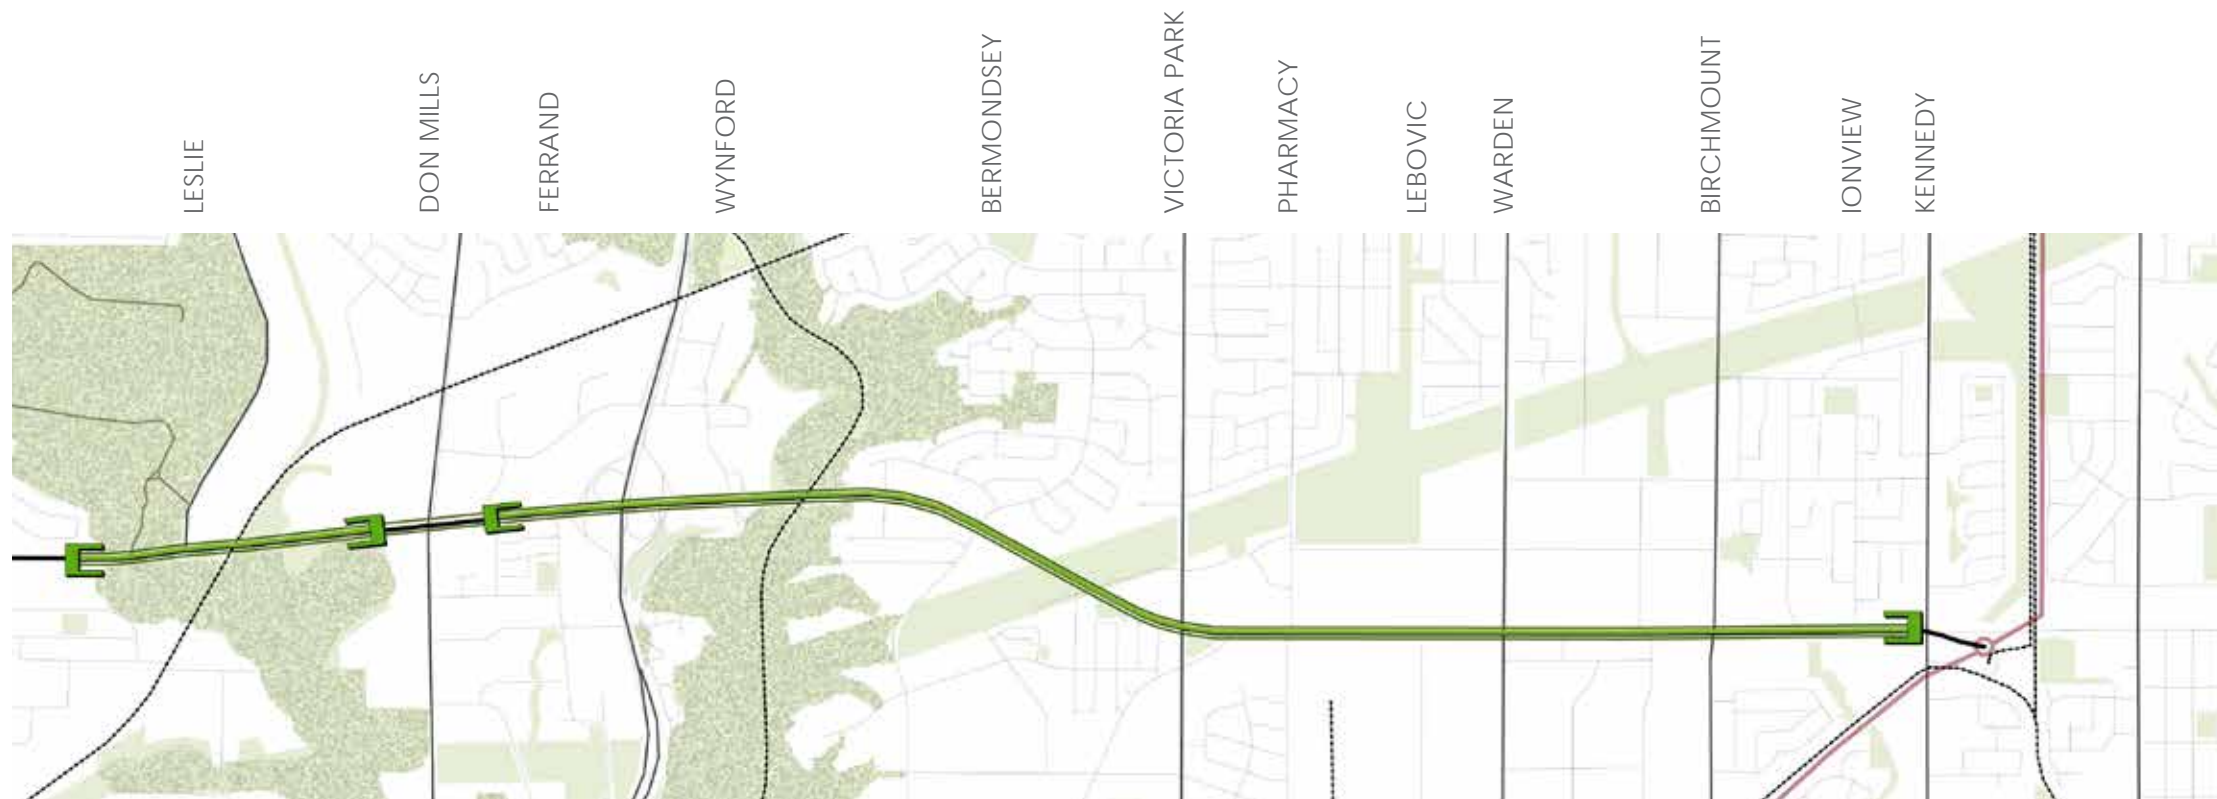 LESLIE
DON MILLS
FERRAND
WYNFORD
BERMONDSEY
VICTORIA PARK
PHARMACY
LEBOVIC
WARDEN
BIRCHMOUNT
IONVIEW
KENNEDY